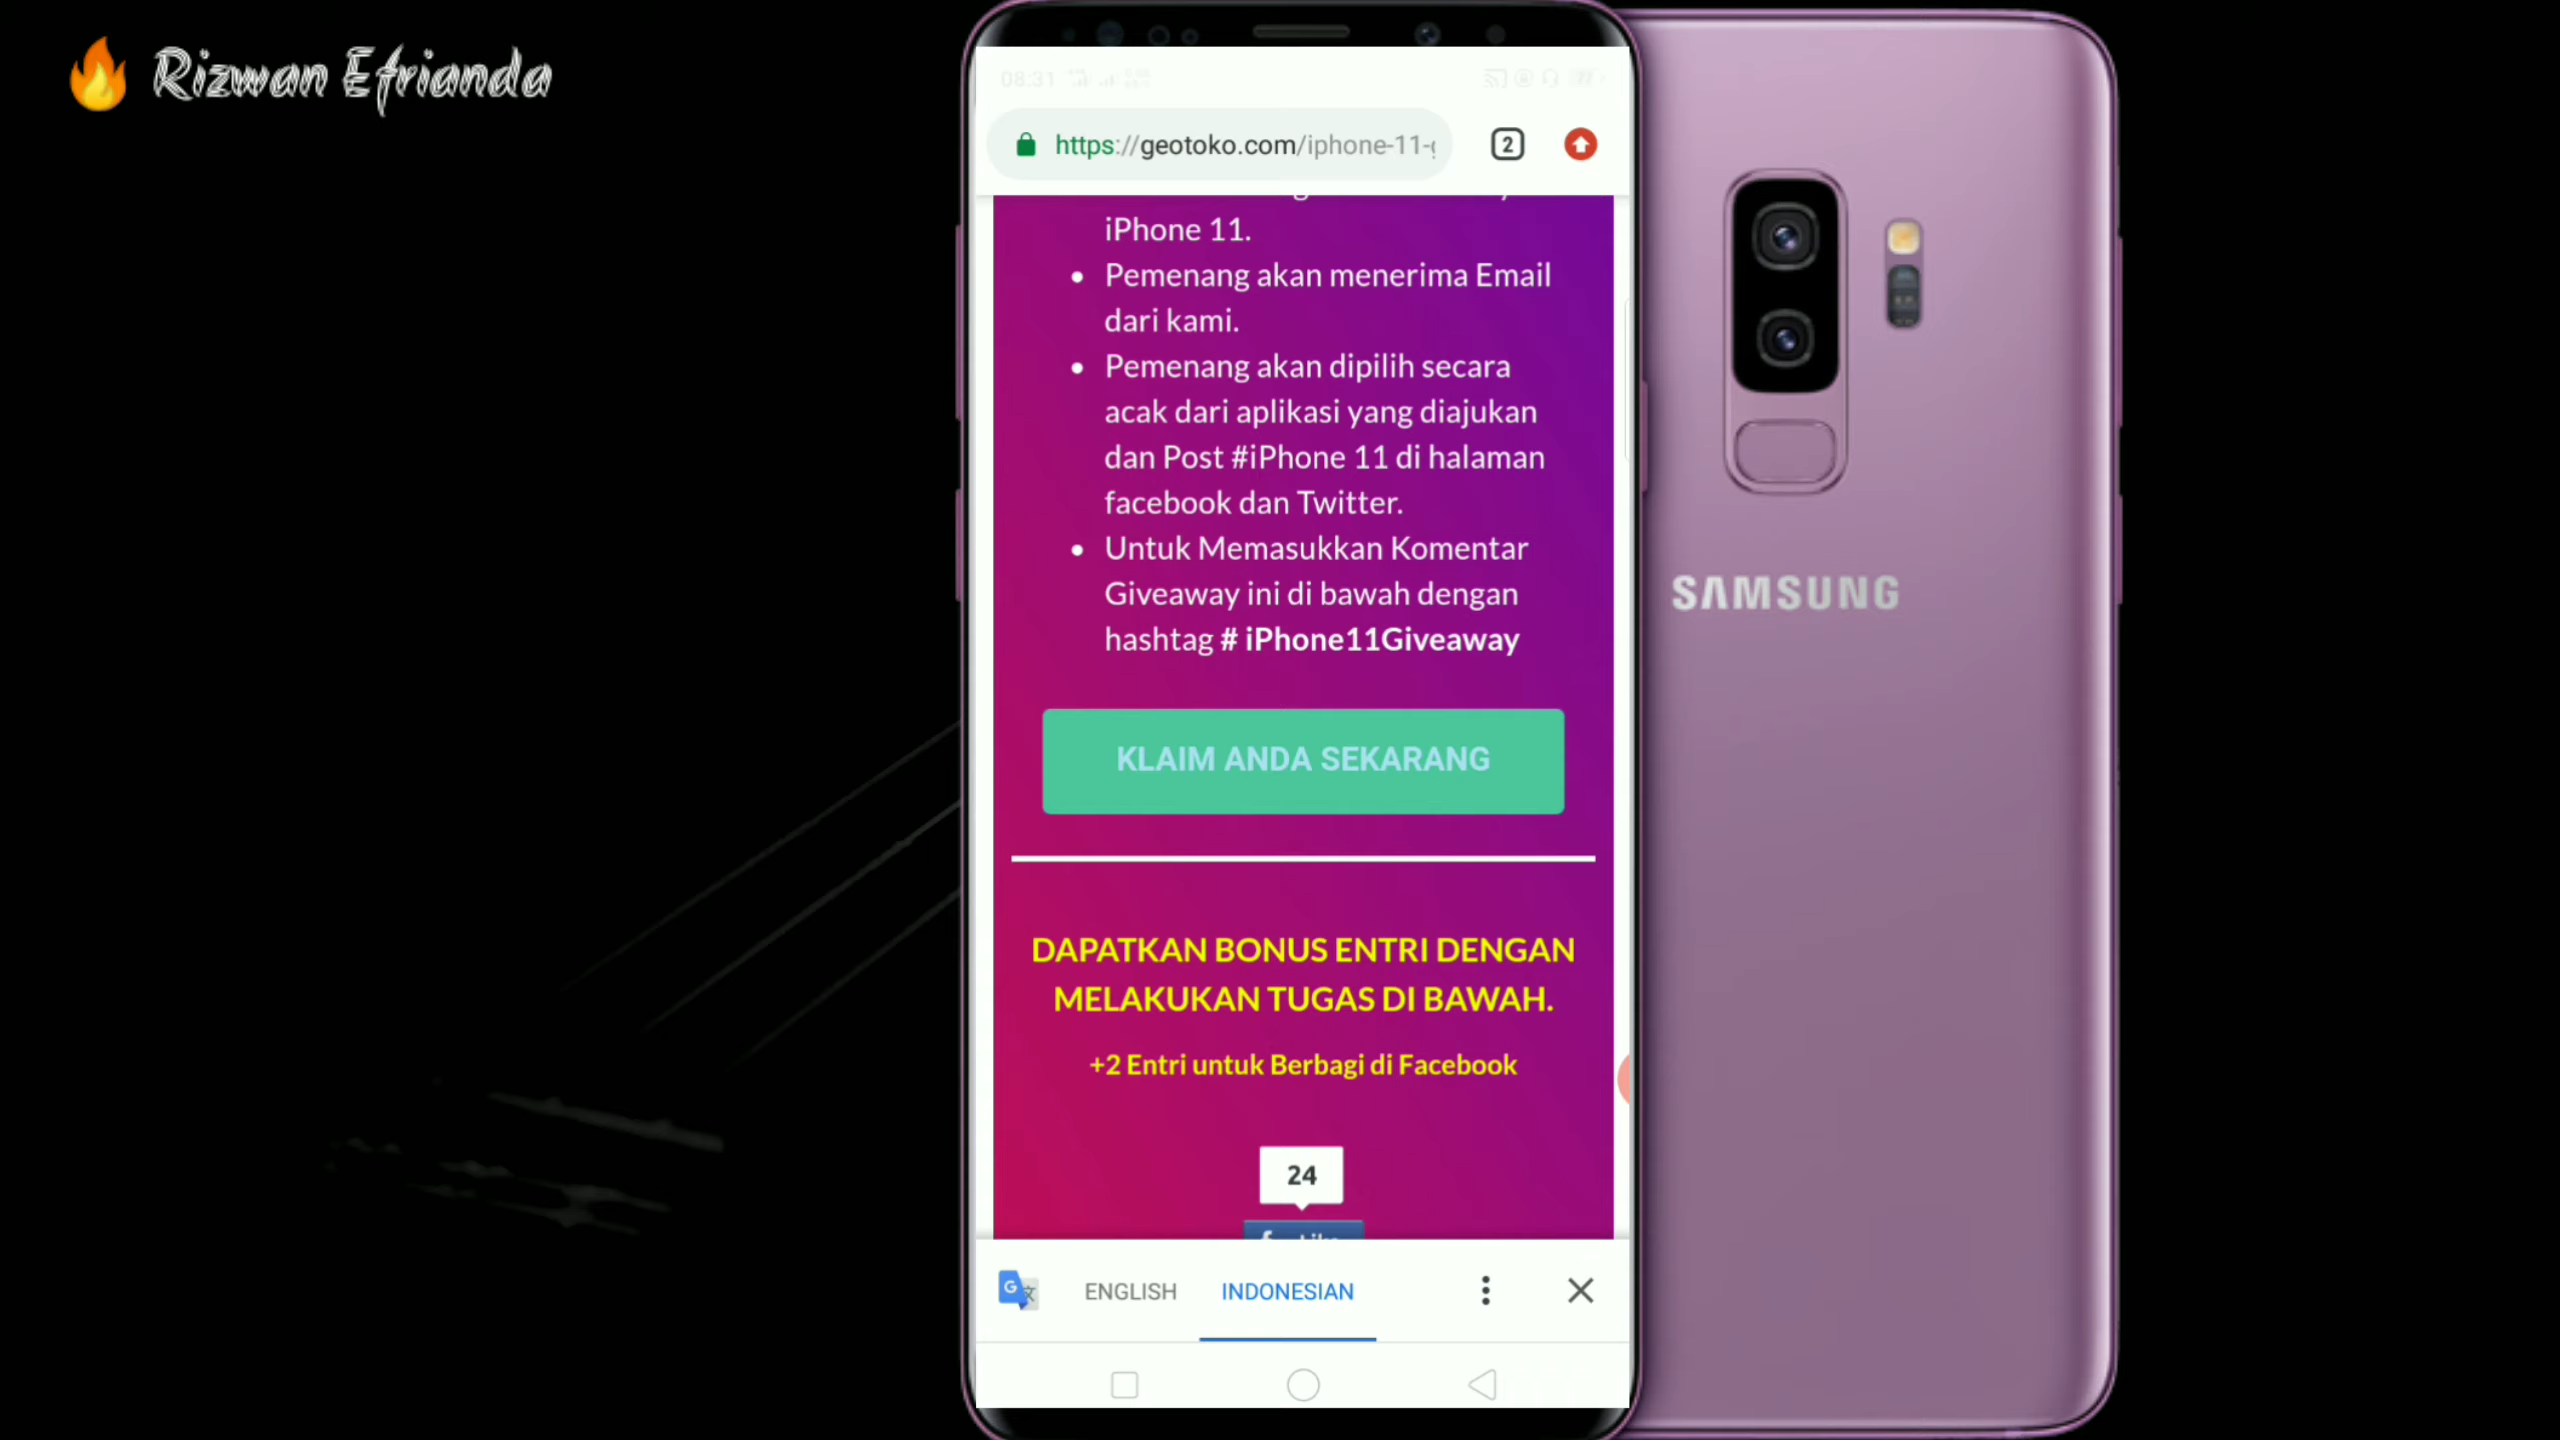 Rizwan Efrianda
08:31
https://geotoko.com/iphone-11-
2
iPhone 11.
Pemenang akan menerima Email
dari kami.
Pemenang akan dipilih secara
acak dari aplikasi yang diajukan
dan Post #iPhone 11 di halaman
facebook dan Twitter.
Untuk Memasukkan Komentar
Giveaway ini di bawah dengan
hashtag # iPhone11Giveaway
SAMSUNG
KLAIM ANDA SEKARANG
DAPATKAN BONUS ENTRI DENGAN
MELAKUKAN TUGAS DI BAWAH.
+2 Entri untuk Berbagi di Facebook
24
ENGLISH INDONESIAN